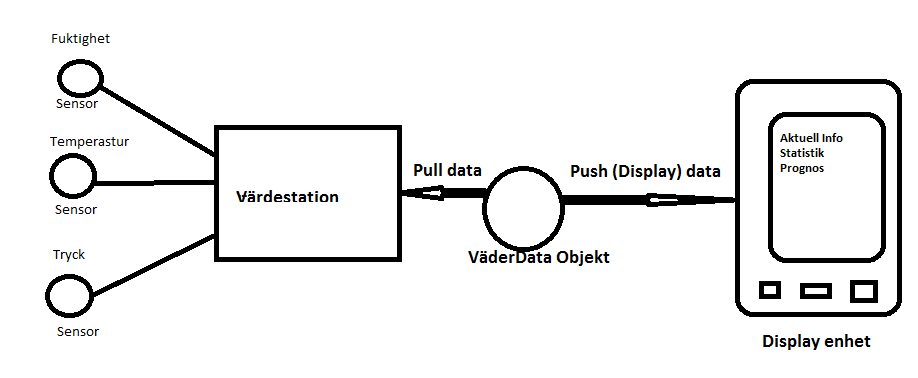 Fuktighet
Sensor
Temperastur
Sensor
Tryck
Sensor
Värdestation
Pull data
VäderData Objekt
Push (Display) data
Aktuell Info
Statistik
Prognos
Display enhet